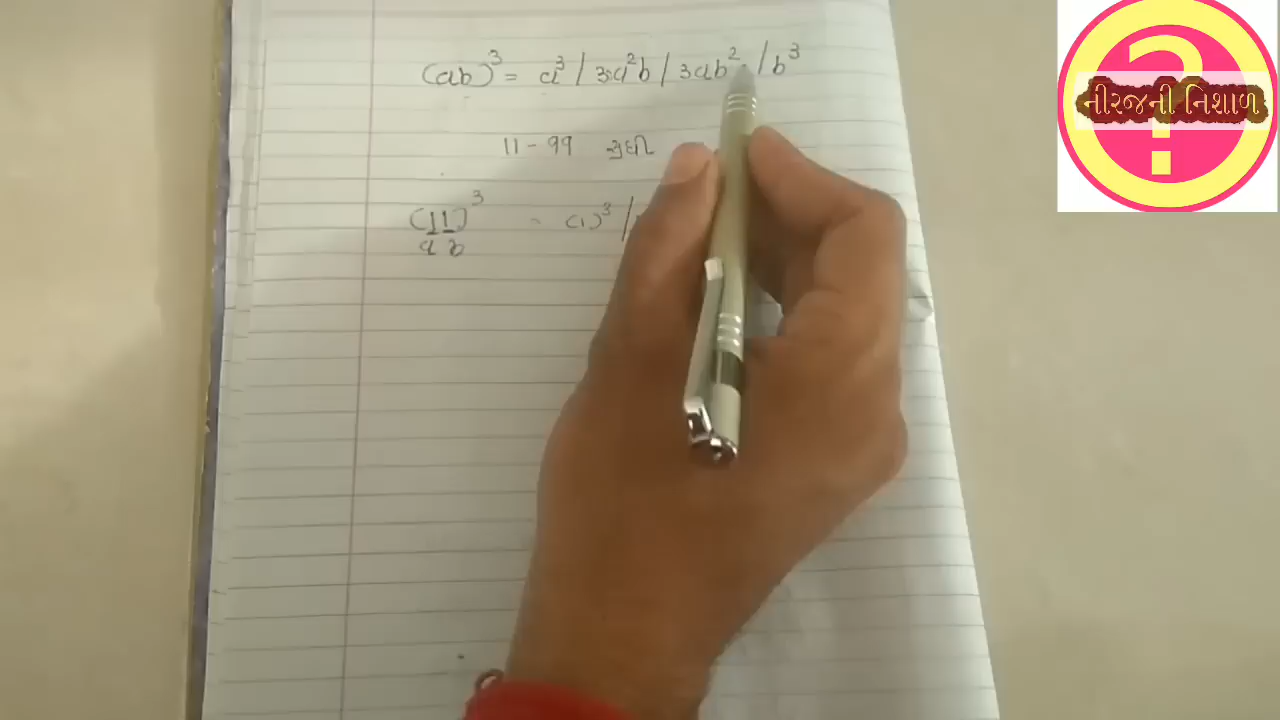 (ab)³ = a³ / 3a²b / 3ab² / b³
11 - 99 સુધી
(11)³ = (1)³ /
a b
નીરજની નિશાળ
?